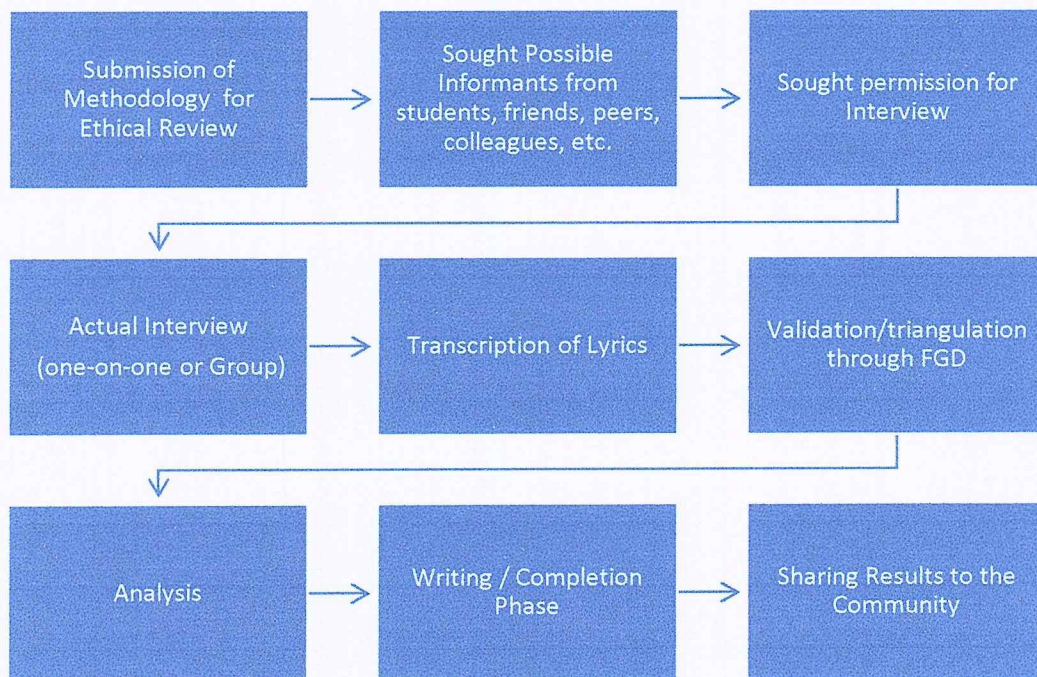 Submission of
Methodology for
Ethical Review
Sought Possible
Informants from
students, friends, peers,
colleagues, etc.
Sought permission for
Interview
Actual Interview
(one-on-one or Group)
Transcription of Lyrics
Validation/triangulation
through FGD
Analysis
Writing / Completion
Phase
Sharing Results to the
Community